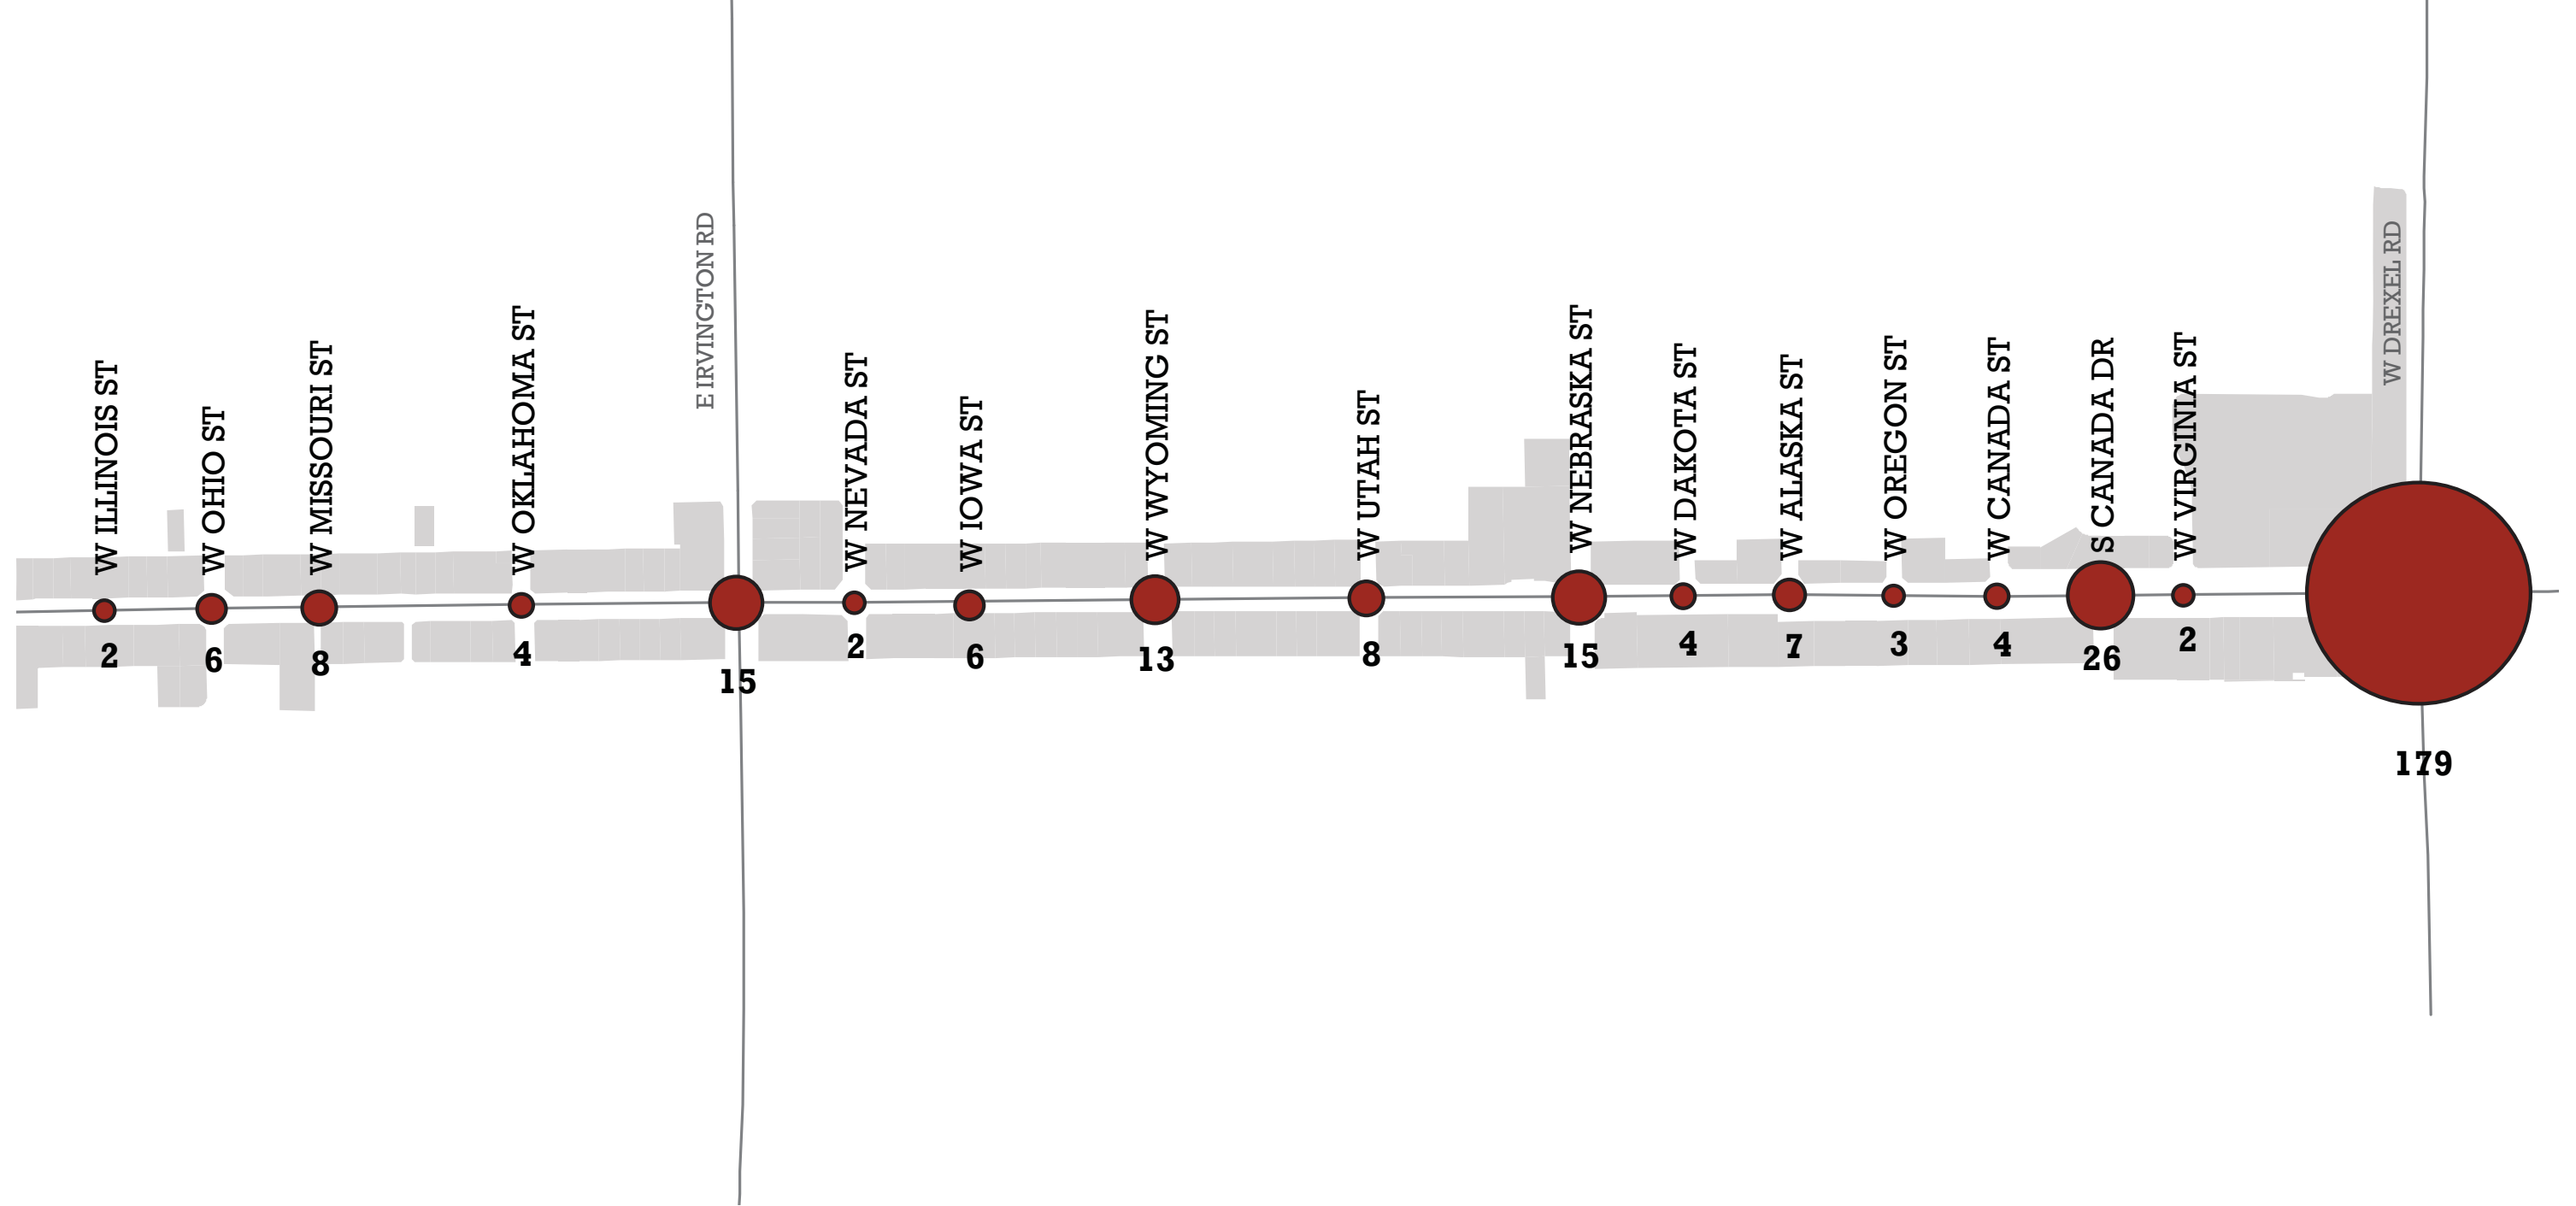 W ILLINOIS ST
W OHIO ST
W MISSOURI ST
W OKLAHOMA ST
E IRVINGTON RD
W NEVADA ST
W IOWA ST
W WYOMING ST
W UTAH ST
W NEBRASKA ST
W DAKOTA ST
W ALASKA ST
W OREGON ST
W CANADA ST
S CANADA DR
W VIRGINIA ST
W DREXEL RD
2
6
8
4
15
2
6
13
8
15
4
7
3
4
26
2
179